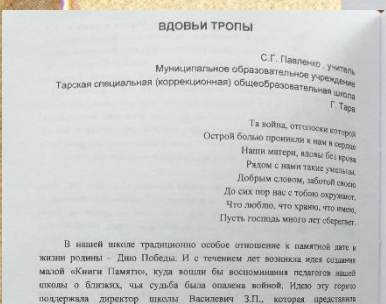 ВДОВЬИ ТРОПЫ
С.Г. Павленко, учитель
Муниципальное образовательное учреждение
Тарская специальная (коррекционная) общеобразовательная школа
Г. Тара
Та война, отголоски которой
Острой болью проникли к нам в сердце
Наши матери, вдовы без крова
Рядом с нами такие умельцы.
Добрым словом, заботой своею
До сих пор нас с тобою окружают.
Что люблю, что храню, что имею,
Пусть господь много лет сберегает.
В нашей школе традиционно особое отношение к памятной дате в
жизни родины – Дню Победы. И с течением лет возникла идея создания
малой «Книги Памяти», куда вошли бы воспоминания педагогов нашей
школы о близких, чья судьба была опалена войной. Идею эту горячо
поддержала директор школы Василевич З.П., которая представила